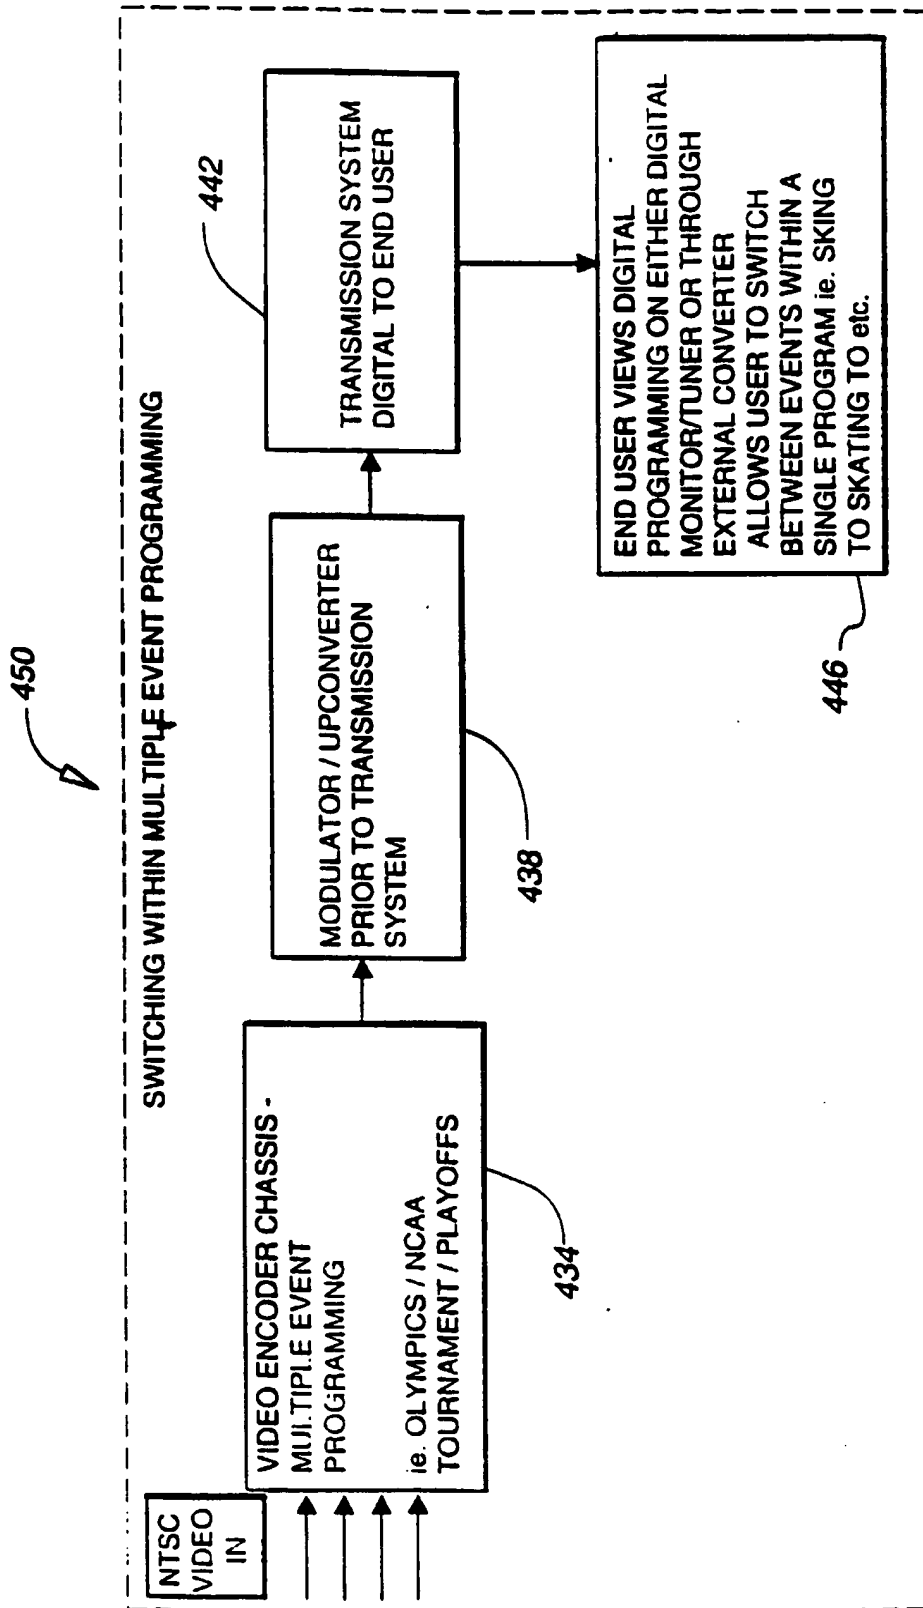 450
SWITCHING WITHIN MULTIPLE EVENT PROGRAMMING
NTSC
VIDEO
IN
VIDEO ENCODER CHASSIS -
MULTIPLE EVENT
PROGRAMMING
ie. OLYMPICS / NCAA
TOURNAMENT / PLAYOFFS
434
MODULATOR / UPCONVERTER
PRIOR TO TRANSMISSION
SYSTEM
438
TRANSMISSION SYSTEM
DIGITAL TO END USER
442
END USER VIEWS DIGITAL
PROGRAMMING ON EITHER DIGITAL
MONITOR/TUNER OR THROUGH
EXTERNAL CONVERTER
ALLOWS USER TO SWITCH
BETWEEN EVENTS WITHIN A
SINGLE PROGRAM ie. SKING
TO SKATING TO etc.
446